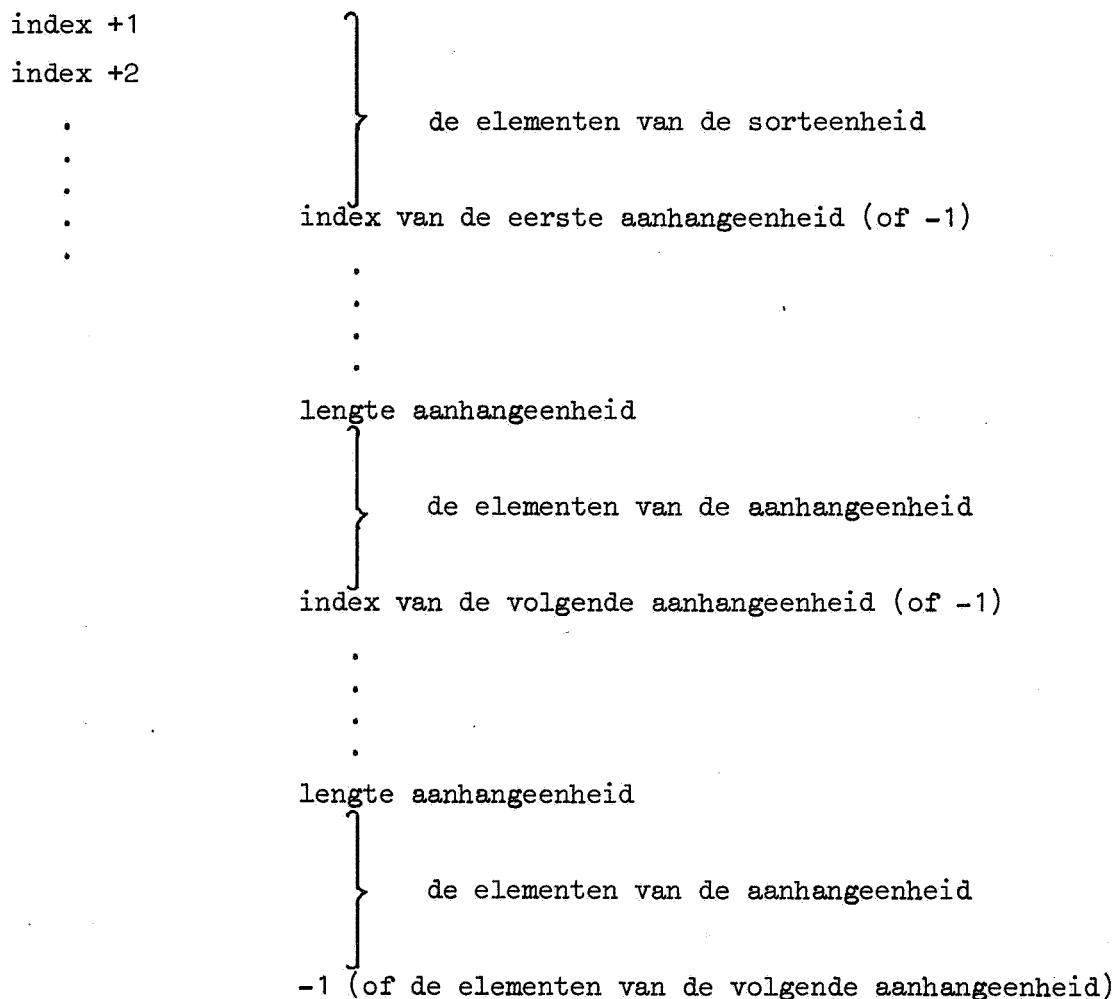 index +1
index +2
de elementen van de sorteenheid
index van de eerste aanhangeenheid (of -1)
lengte aanhangeenheid
de elementen van de aanhangeenheid
index van de volgende aanhangeenheid (of -1)
lengte aanhangeenheid
de elementen van de aanhangeenheid
-1 (of de elementen van de volgende aanhangeenheid)